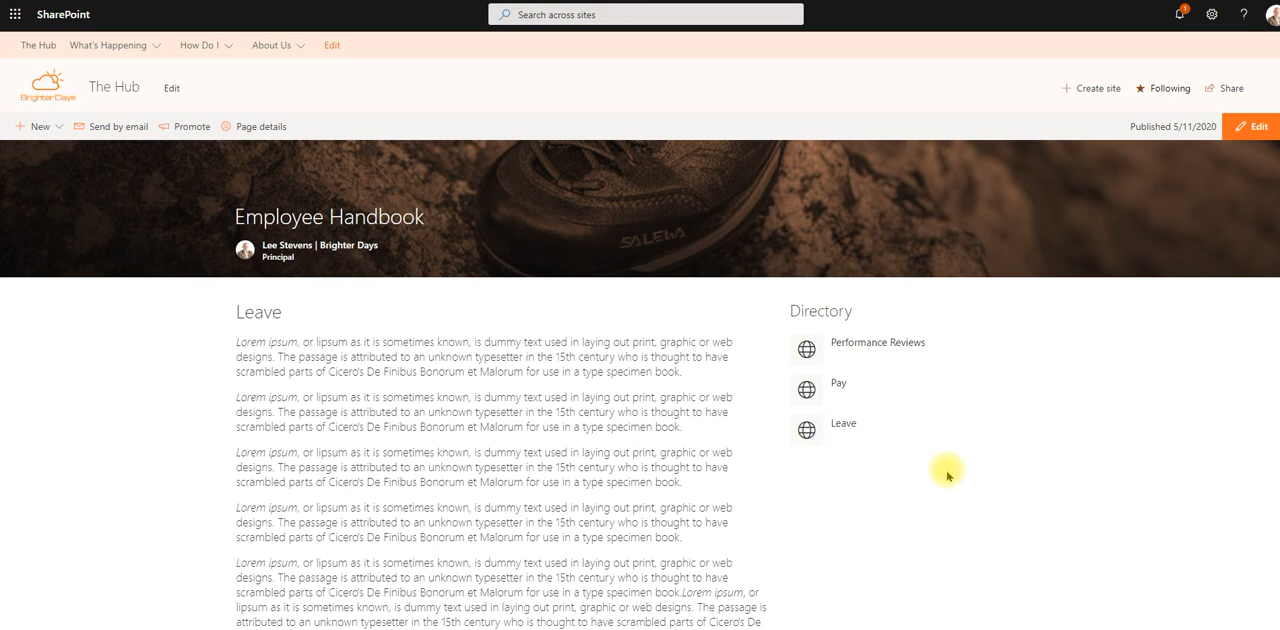 SharePoint
Search across sites
1
?
The Hub What's Happening How Do I About Us Edit
Brighter Days
The Hub Edit
Create site Following Share
New Send by email Promote Page details
Published 5/11/2020 Edit
SALEWA
Employee Handbook
Lee Stevens | Brighter Days
Principal
Leave
Lorem ipsum, or lipsum as it is sometimes known, is dummy text used in laying out print, graphic or web
designs. The passage is attributed to an unknown typesetter in the 15th century who is thought to have
scrambled parts of Cicero's De Finibus Bonorum et Malorum for use in a type specimen book.
Lorem ipsum, or lipsum as it is sometimes known, is dummy text used in laying out print, graphic or web
designs. The passage is attributed to an unknown typesetter in the 15th century who is thought to have
scrambled parts of Cicero's De Finibus Bonorum et Malorum for use in a type specimen book.
Lorem ipsum, or lipsum as it is sometimes known, is dummy text used in laying out print, graphic or web
designs. The passage is attributed to an unknown typesetter in the 15th century who is thought to have
scrambled parts of Cicero's De Finibus Bonorum et Malorum for use in a type specimen book.
Lorem ipsum, or lipsum as it is sometimes known, is dummy text used in laying out print, graphic or web
designs. The passage is attributed to an unknown typesetter in the 15th century who is thought to have
scrambled parts of Cicero's De Finibus Bonorum et Malorum for use in a type specimen book.
Lorem ipsum, or lipsum as it is sometimes known, is dummy text used in laying out print, graphic or web
designs. The passage is attributed to an unknown typesetter in the 15th century who is thought to have
scrambled parts of Cicero's De Finibus Bonorum et Malorum for use in a type specimen book.Lorem ipsum, or
lipsum as it is sometimes known, is dummy text used in laying out print, graphic or web designs. The passage is
attributed to an unknown typesetter in the 15th century who is thought to have scrambled parts of Cicero's De
Directory
Performance Reviews
Pay
Leave